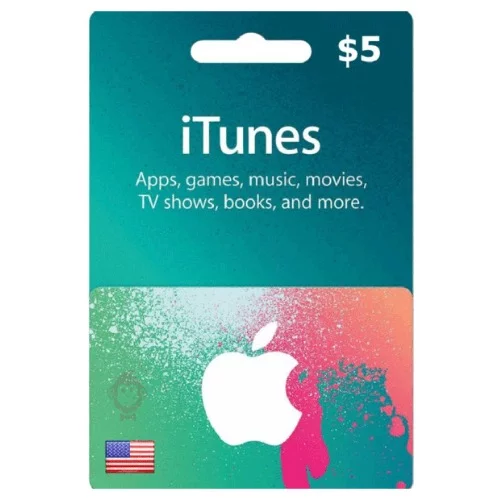 $5
iTunes
Apps, games, music, movies,
TV shows, books, and more.